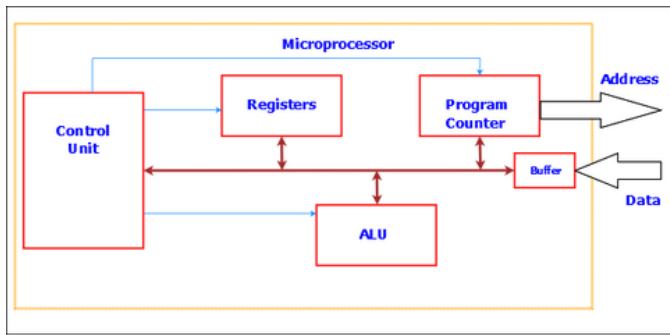 Microprocessor
Address
Registers
Program
Counter
Control
Unit
Buffer
Data
ALU